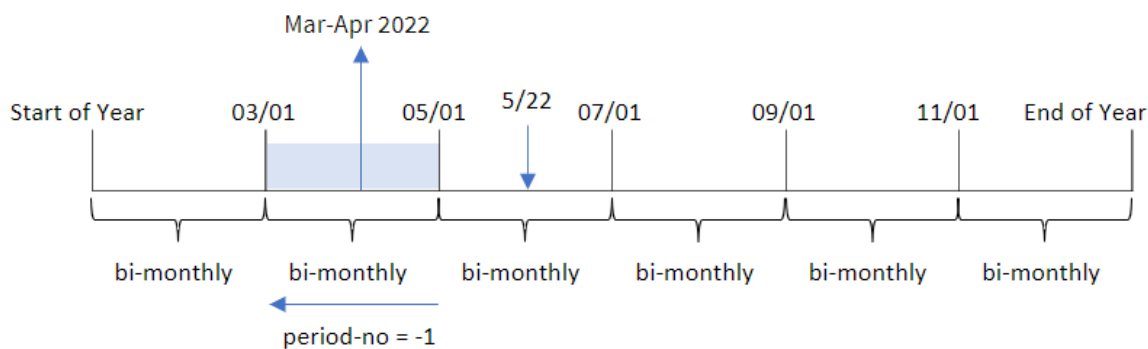 Mar-Apr 2022
Start of Year 03/01 05/01 5/22 07/01 09/01 11/01 End of Year
bi-monthly bi-monthly bi-monthly bi-monthly bi-monthly bi-monthly
period-no = -1